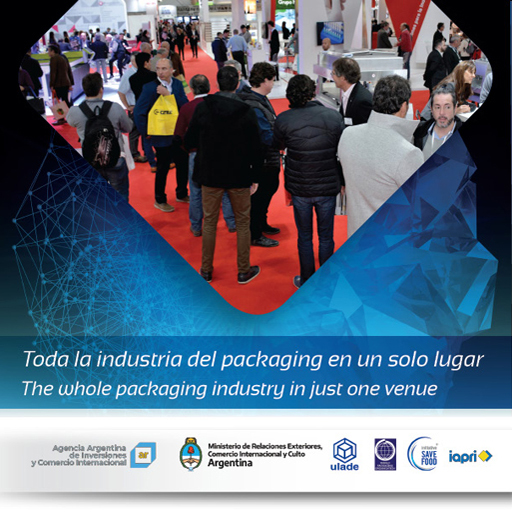 Toda la industria del packaging en un solo lugar
The whole packaging industry in just one venue
Agencia Argentina
de Inversiones
y Comercio Internacional
ar
Ministerio de Relaciones Exteriores,
Comercio Internacional y Culto
Argentina
ulade
SAVE
FOOD
iapri